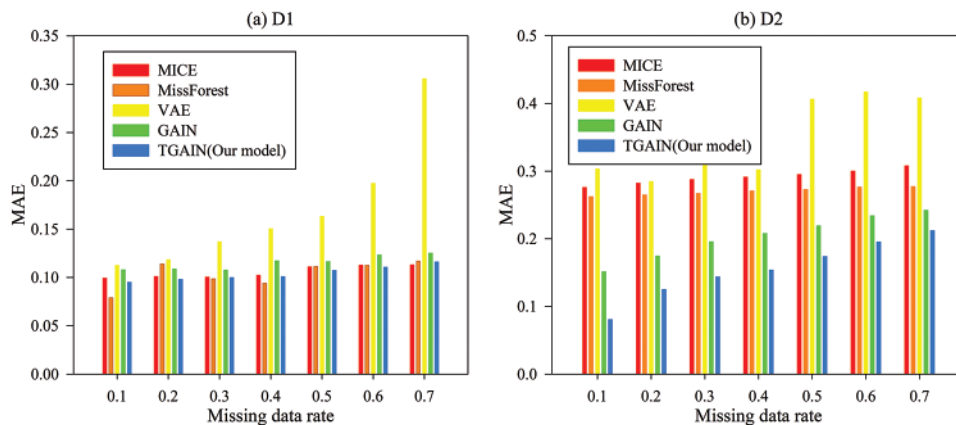 (a) D1
0.35
0.30
0.25
0.20
0.15
0.10
0.05
0.00
MAE
MICE
MissForest
VAE
GAIN
TGAIN(Our model)
0.1 0.2 0.3 0.4 0.5 0.6 0.7
Missing data rate
(b) D2
0.5
0.4
0.3
0.2
0.1
0.0
MAE
MICE
MissForest
VAE
GAIN
TGAIN(Our model)
0.1 0.2 0.3 0.4 0.5 0.6 0.7
Missing data rate